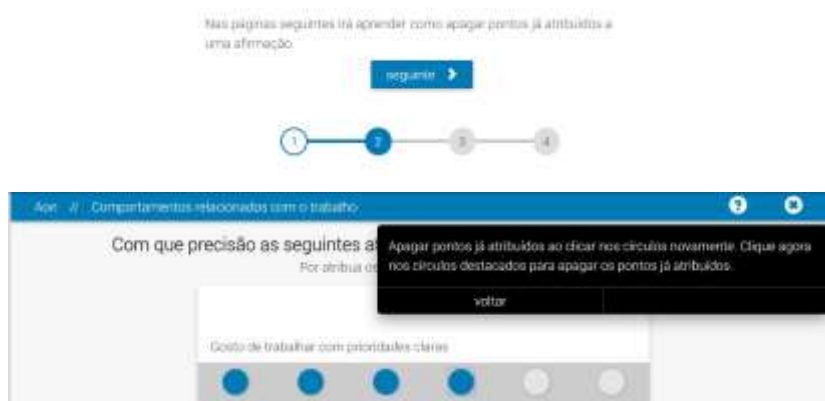 Nas páginas seguintes irá aprender como apagar pontos já atribuídos a
uma afirmação.
seguinte
1 2 3 4
Aon // Comportamentos relacionados com o trabalho
Com que precisão as seguintes a
Por atribua os
Apagar pontos já atribuídos ao clicar nos círculos novamente. Clique agora
nos círculos destacados para apagar os pontos já atribuídos.
voltar
Gosto de trabalhar com prioridades claras